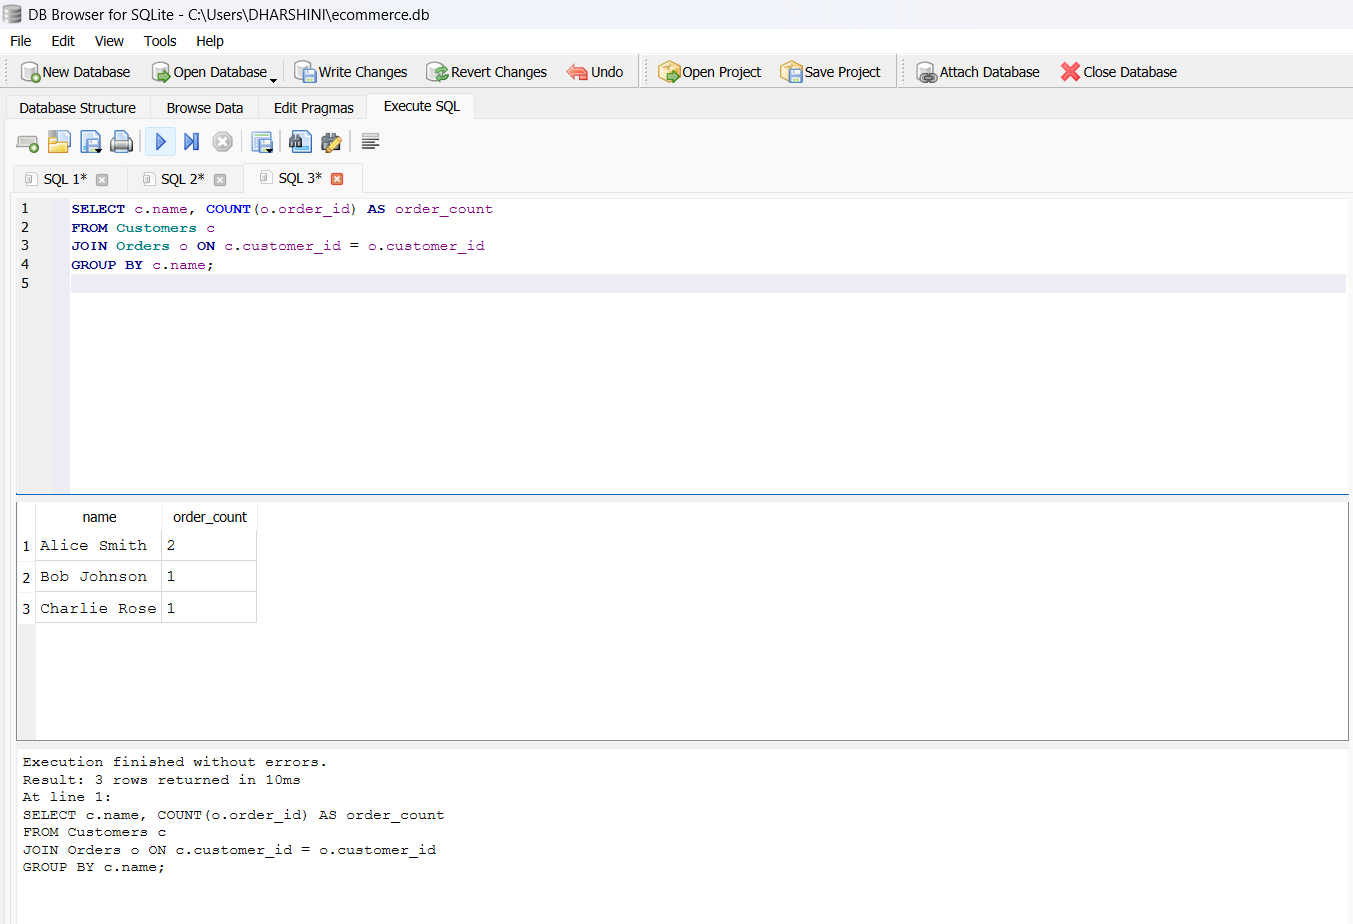 DB Browser for SQLite - C:\Users\DHARSHINI\ecommerce.db
File Edit View Tools Help
New Database Open Database Write Changes Revert Changes Undo Open Project Save Project Attach Database Close Database
Database Structure Browse Data Edit Pragmas Execute SQL
SQL 1* SQL 2* SQL 3*
1 SELECT c.name, COUNT(o.order_id) AS order_count
2 FROM Customers c
3 JOIN Orders o ON c.customer_id = o.customer_id
4 GROUP BY c.name;
5
name order_count
1 Alice Smith 2
2 Bob Johnson 1
3 Charlie Rose 1
Execution finished without errors.
Result: 3 rows returned in 10ms
At line 1:
SELECT c.name, COUNT(o.order_id) AS order_count
FROM Customers c
JOIN Orders o ON c.customer_id = o.customer_id
GROUP BY c.name;